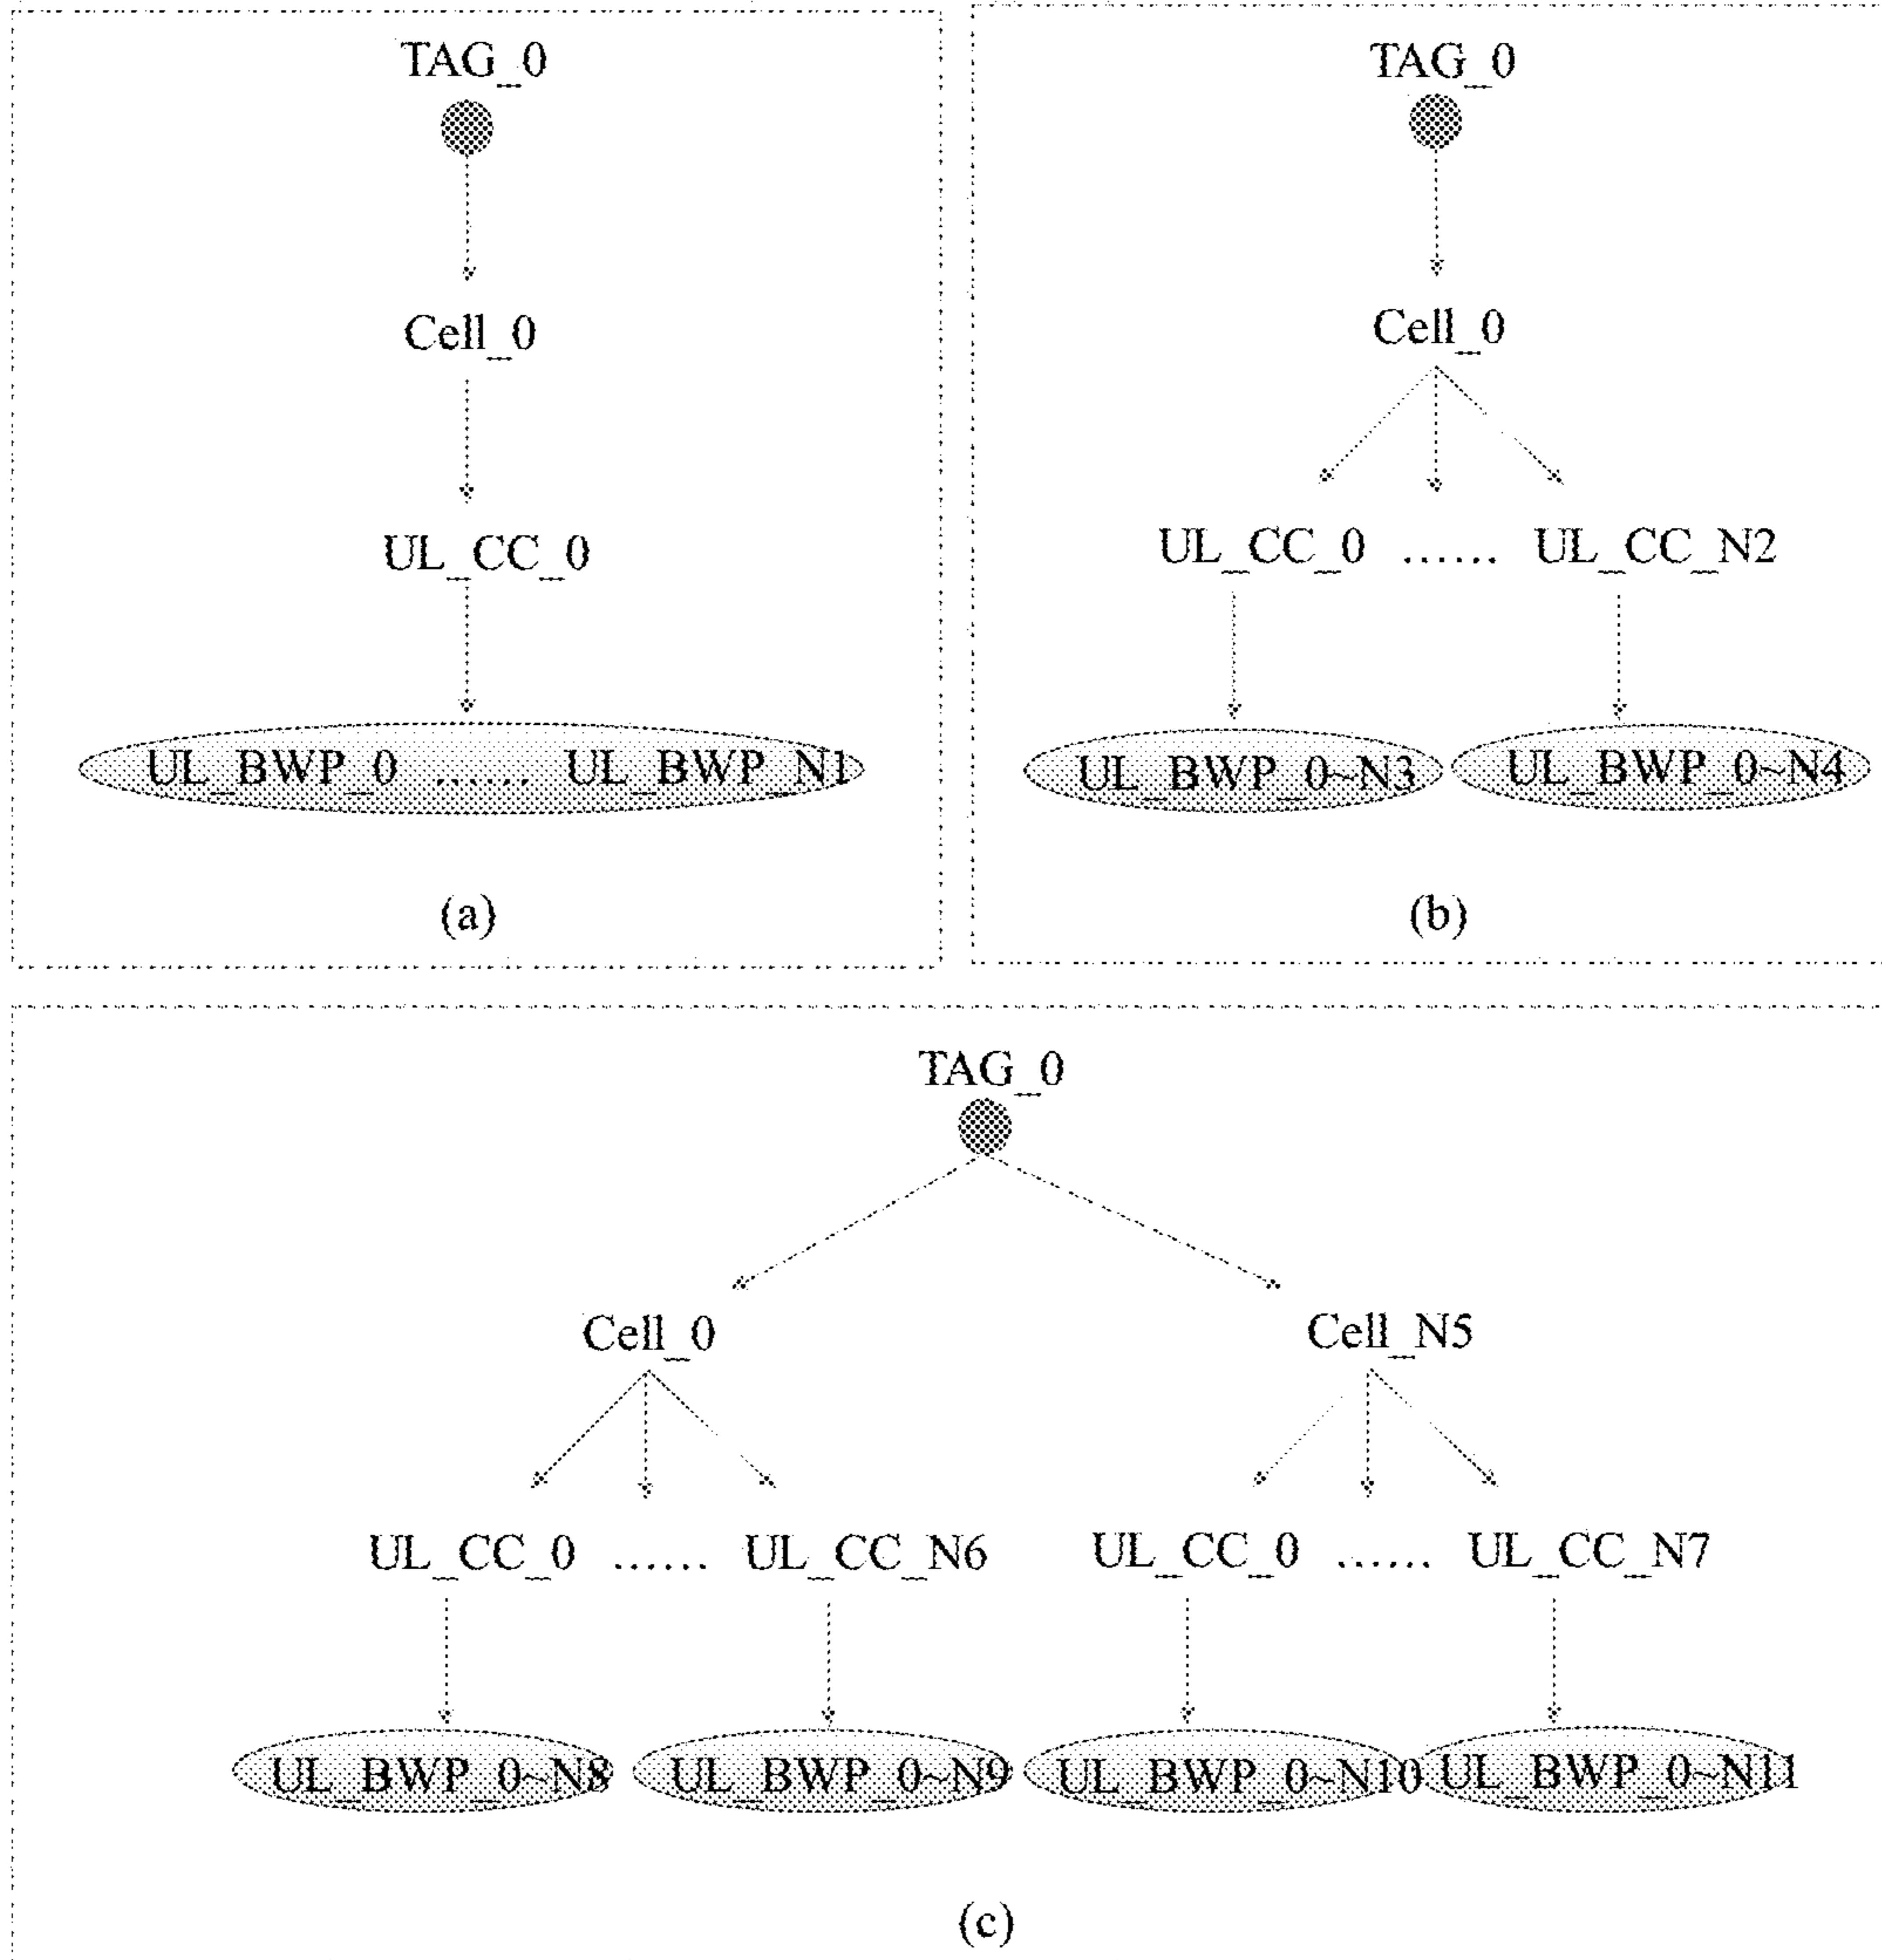 TAG_0
Cell_0
UL_CC_0
UL_BWP_0 ...... UL_BWP_N1
(a)
TAG_0
Cell_0
UL_CC_0 ...... UL_CC_N2
UL_BWP_0~N3 UL_BWP_0~N4
(b)
TAG_0
Cell_0 Cell_N5
UL_CC_0 ...... UL_CC_N6 UL_CC_0 ...... UL_CC_N7
UL_BWP_0~N8 UL_BWP_0~N9 UL_BWP_0~N10 UL_BWP_0~N11
(c)